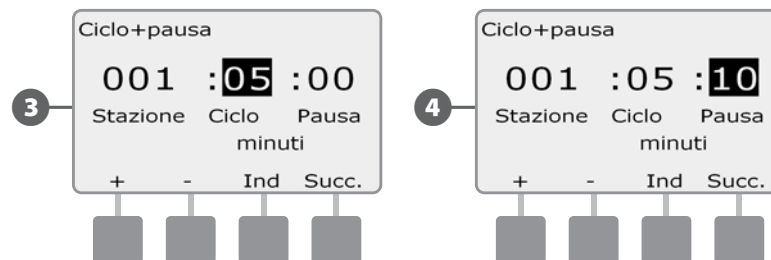 3
Ciclo+pausa
001 :05 :00
Stazione Ciclo Pausa
minuti
+ - Ind Succ.
4
Ciclo+pausa
001 :05 :10
Stazione Ciclo Pausa
minuti
+ - Ind Succ.